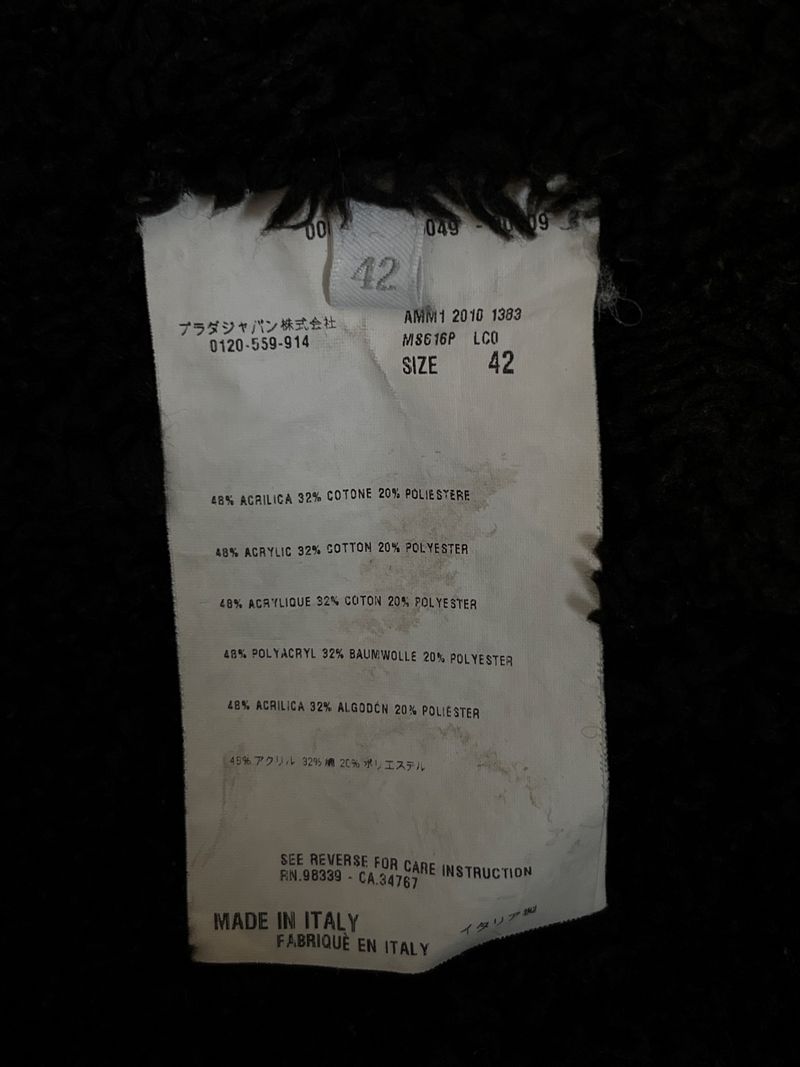 42
プラダジャパン株式会社
0120-559-914
AMM1 2010 1383
M8616P LC0
SIZE 42
48% ACRILICA 32% COTONE 20% POLIESTERE
48% ACRYLIC 32% COTTON 20% POLYESTER
48% ACRYLIQUE 32% COTON 20% POLYESTER
48% POLYACRYL 32% BAUMWOLLE 20% POLYESTER
48% ACRILICA 32% ALGODÓN 20% POLIÉSTER
48% アクリル 32% 綿 20% ポリエステル
SEE REVERSE FOR CARE INSTRUCTION
RN.98339 - CA.34767
MADE IN ITALY
FABRIQUÈ EN ITALY
イタリア製